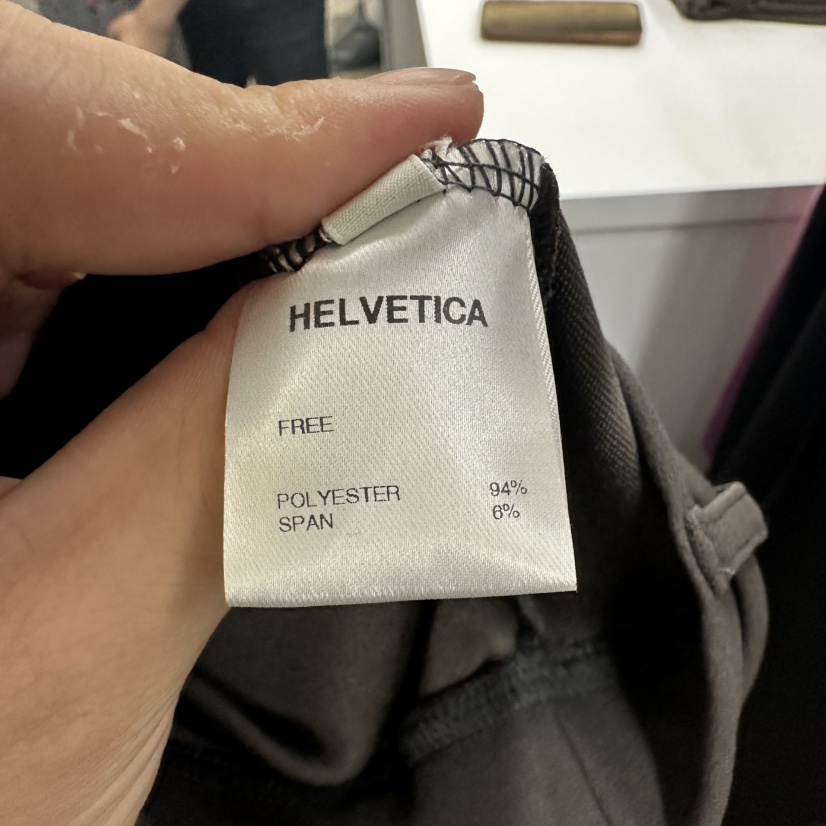 HELVETICA
FREE
POLYESTER 94%
SPAN 6%